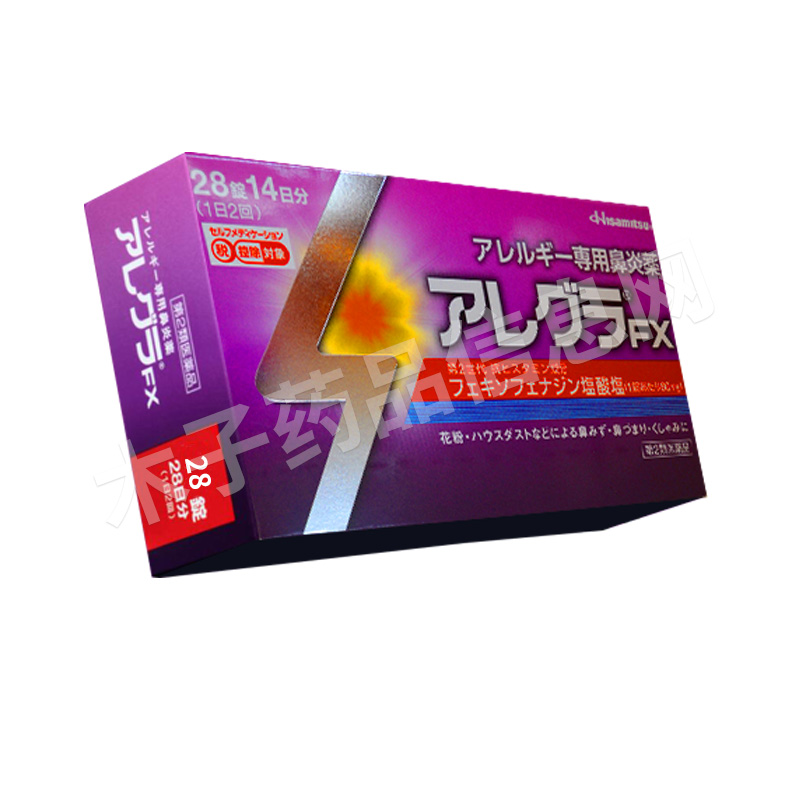 28錠14日分
(1日2回)
セルフメディケーション
税 控除 対象
Hisamitsu
アレルギー専用鼻炎薬
アレグラ®FX
フェキソフェナジン塩酸塩
花粉・ハウスダストなどによる鼻みず・鼻づまり・くしゃみに
第2類医薬品
アレルギー専用鼻炎薬
アレグラ®FX
第2類医薬品
28錠
28日分
(1日2回)
木子药品信息网